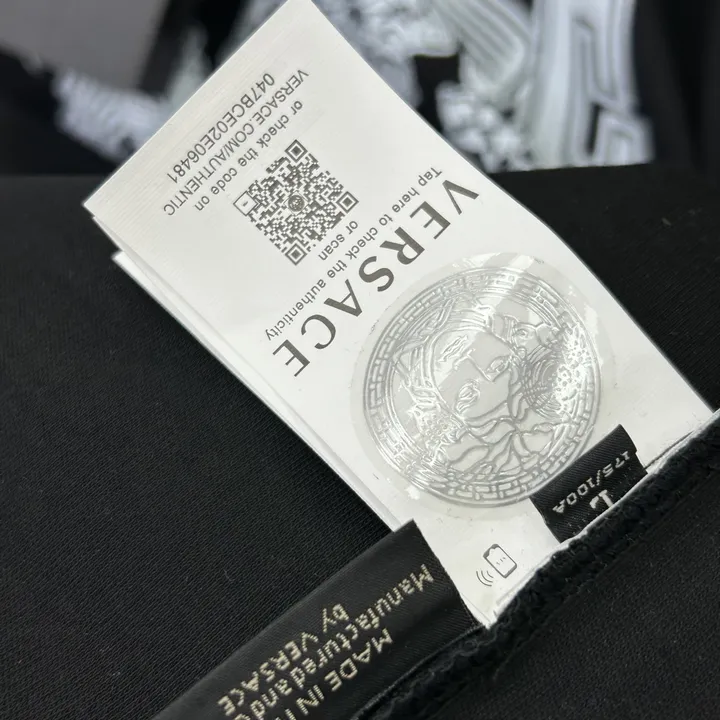 VERSACE
Tap here to check the authenticity
or scan
or check the code on
VERSACE.COM/AUTHENTIC
047BCE02E06481
L
175/100A
MADE IN
Manufactured and
by VERSACE